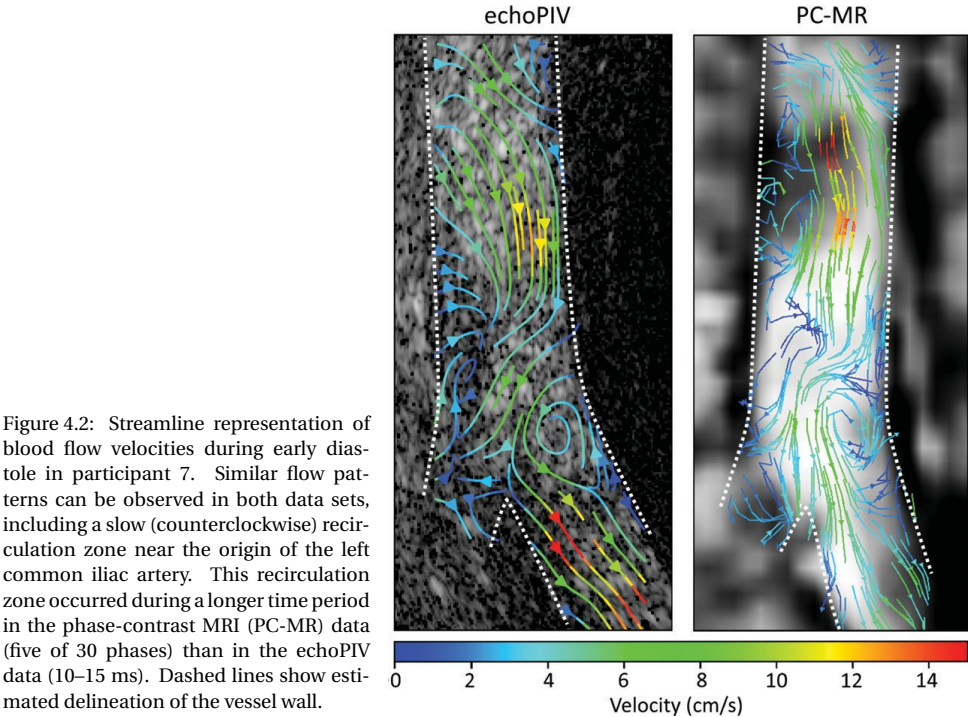 echoPIV
PC-MR
Figure 4.2: Streamline representation of
blood flow velocities during early dias-
tole in participant 7. Similar flow pat-
terns can be observed in both data sets,
including a slow (counterclockwise) recir-
culation zone near the origin of the left
common iliac artery. This recirculation
zone occurred during a longer time period
in the phase-contrast MRI (PC-MR) data
(five of 30 phases) than in the echoPIV
data (10–15 ms). Dashed lines show esti-
mated delineation of the vessel wall.
0 2 4 6 8 10 12 14
Velocity (cm/s)